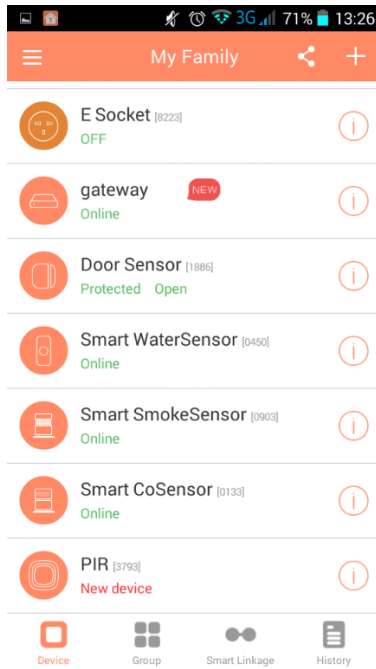 3G 71% 13:26
My Family
E Socket [8223]
OFF
gateway NEW
Online
Door Sensor [1886]
Protected Open
Smart WaterSensor [0450]
Online
Smart SmokeSensor [0903]
Online
Smart CoSensor [0133]
Online
PIR [3793]
New device
Device Group Smart Linkage History